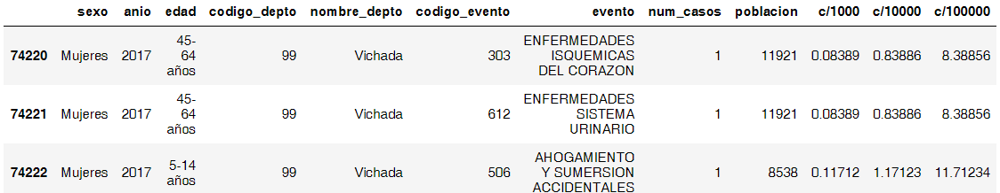 sexo anio edad codigo_depto nombre_depto codigo_evento evento num_casos poblacion c/1000 c/10000 c/100000
74220 Mujeres 2017 45-64 años 99 Vichada 303 ENFERMEDADES ISQUEMICAS DEL CORAZON 1 11921 0.08389 0.83886 8.38856
74221 Mujeres 2017 45-64 años 99 Vichada 612 ENFERMEDADES SISTEMA URINARIO 1 11921 0.08389 0.83886 8.38856
74222 Mujeres 2017 5-14 años 99 Vichada 506 AHOGAMIENTO Y SUMERSION ACCIDENTALES 1 8538 0.11712 1.17123 11.71234